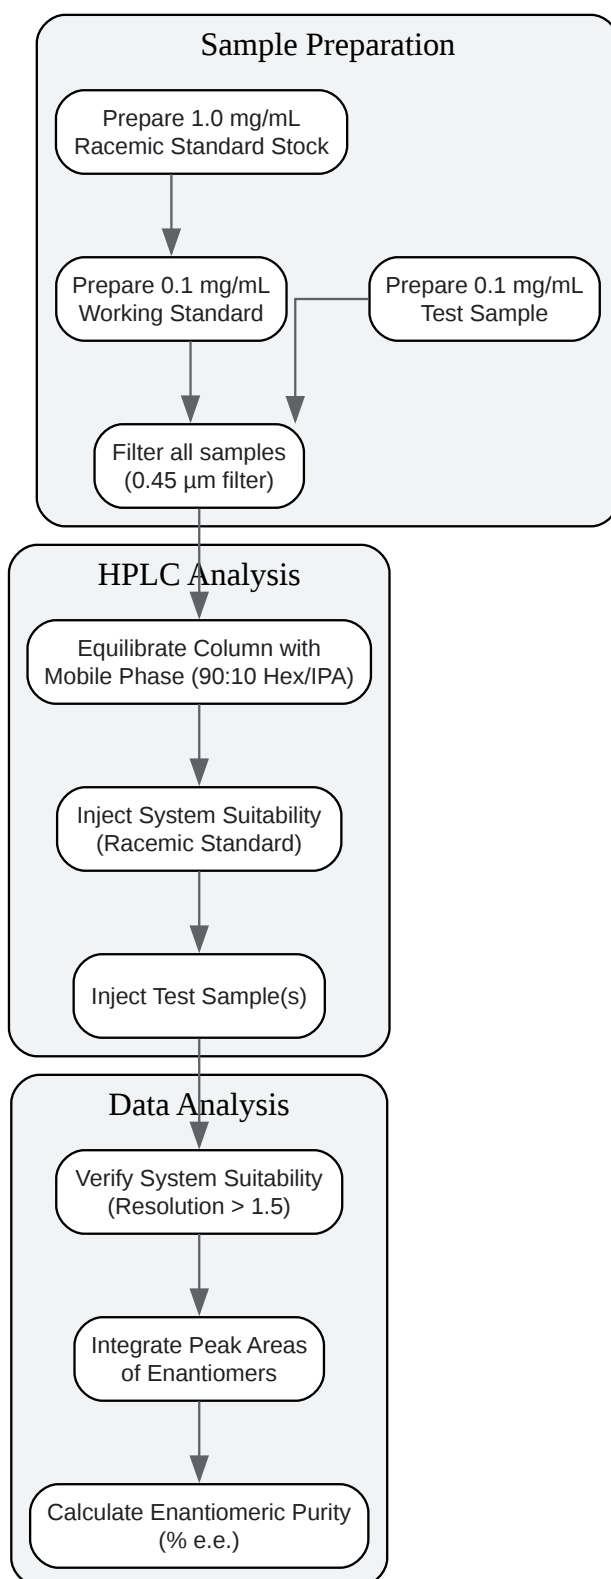 Sample Preparation
Prepare 1.0 mg/mL
Racemic Standard Stock
Prepare 0.1 mg/mL
Working Standard
Prepare 0.1 mg/mL
Test Sample
Filter all samples
(0.45 µm filter)
HPLC Analysis
Equilibrate Column with
Mobile Phase (90:10 Hex/IPA)
Inject System Suitability
(Racemic Standard)
Inject Test Sample(s)
Data Analysis
Verify System Suitability
(Resolution > 1.5)
Integrate Peak Areas
of Enantiomers
Calculate Enantiomeric Purity
(% e.e.)